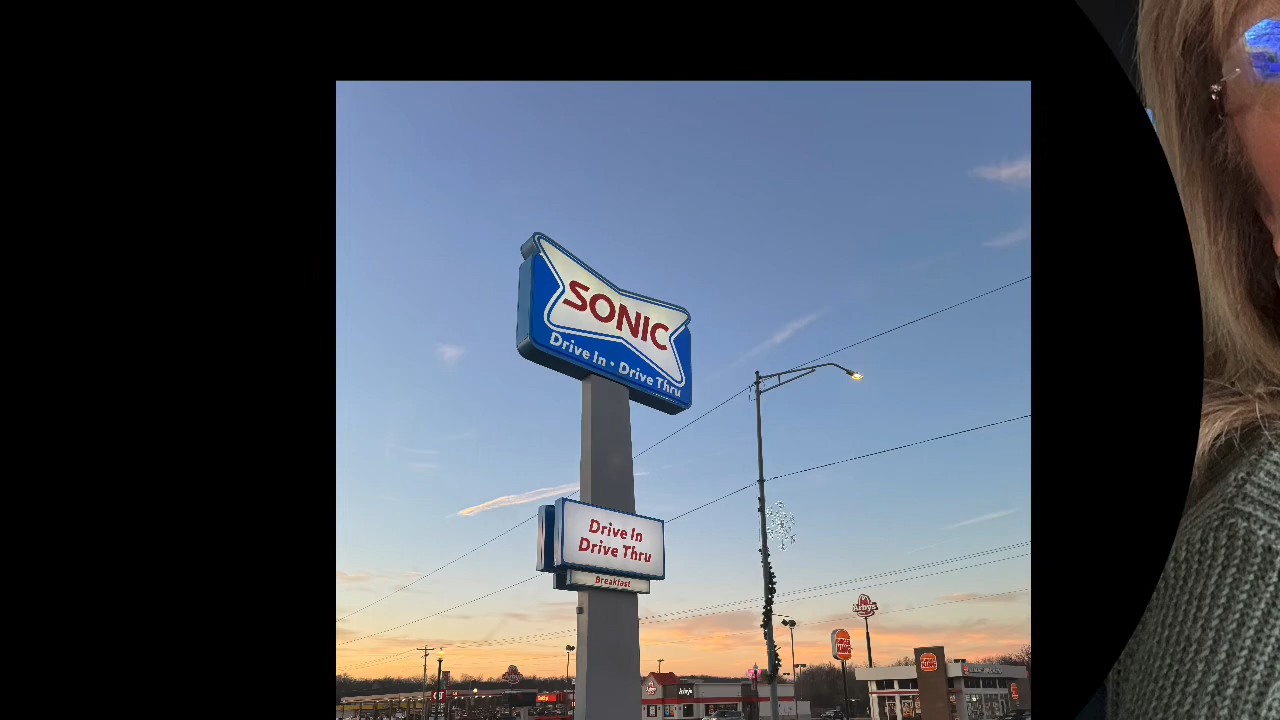 SONIC
Drive In • Drive Thru
Drive In
Drive Thru
Breakfast
Arby's